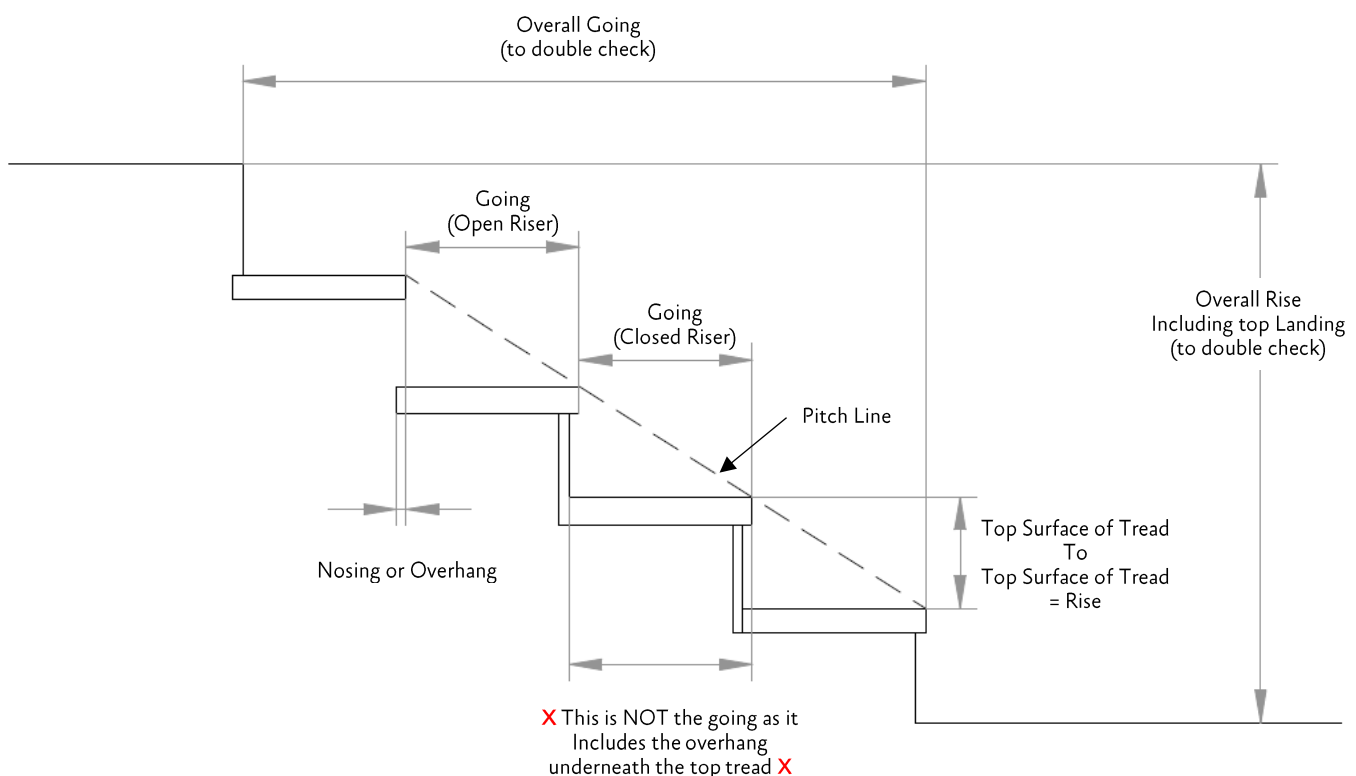 Overall Going
(to double check)
Going
(Open Riser)
Going
(Closed Riser)
Overall Rise
Including top Landing
(to double check)
Pitch Line
Top Surface of Tread
To
Top Surface of Tread
= Rise
Nosing or Overhang
X This is NOT the going as it
Includes the overhang
underneath the top tread X